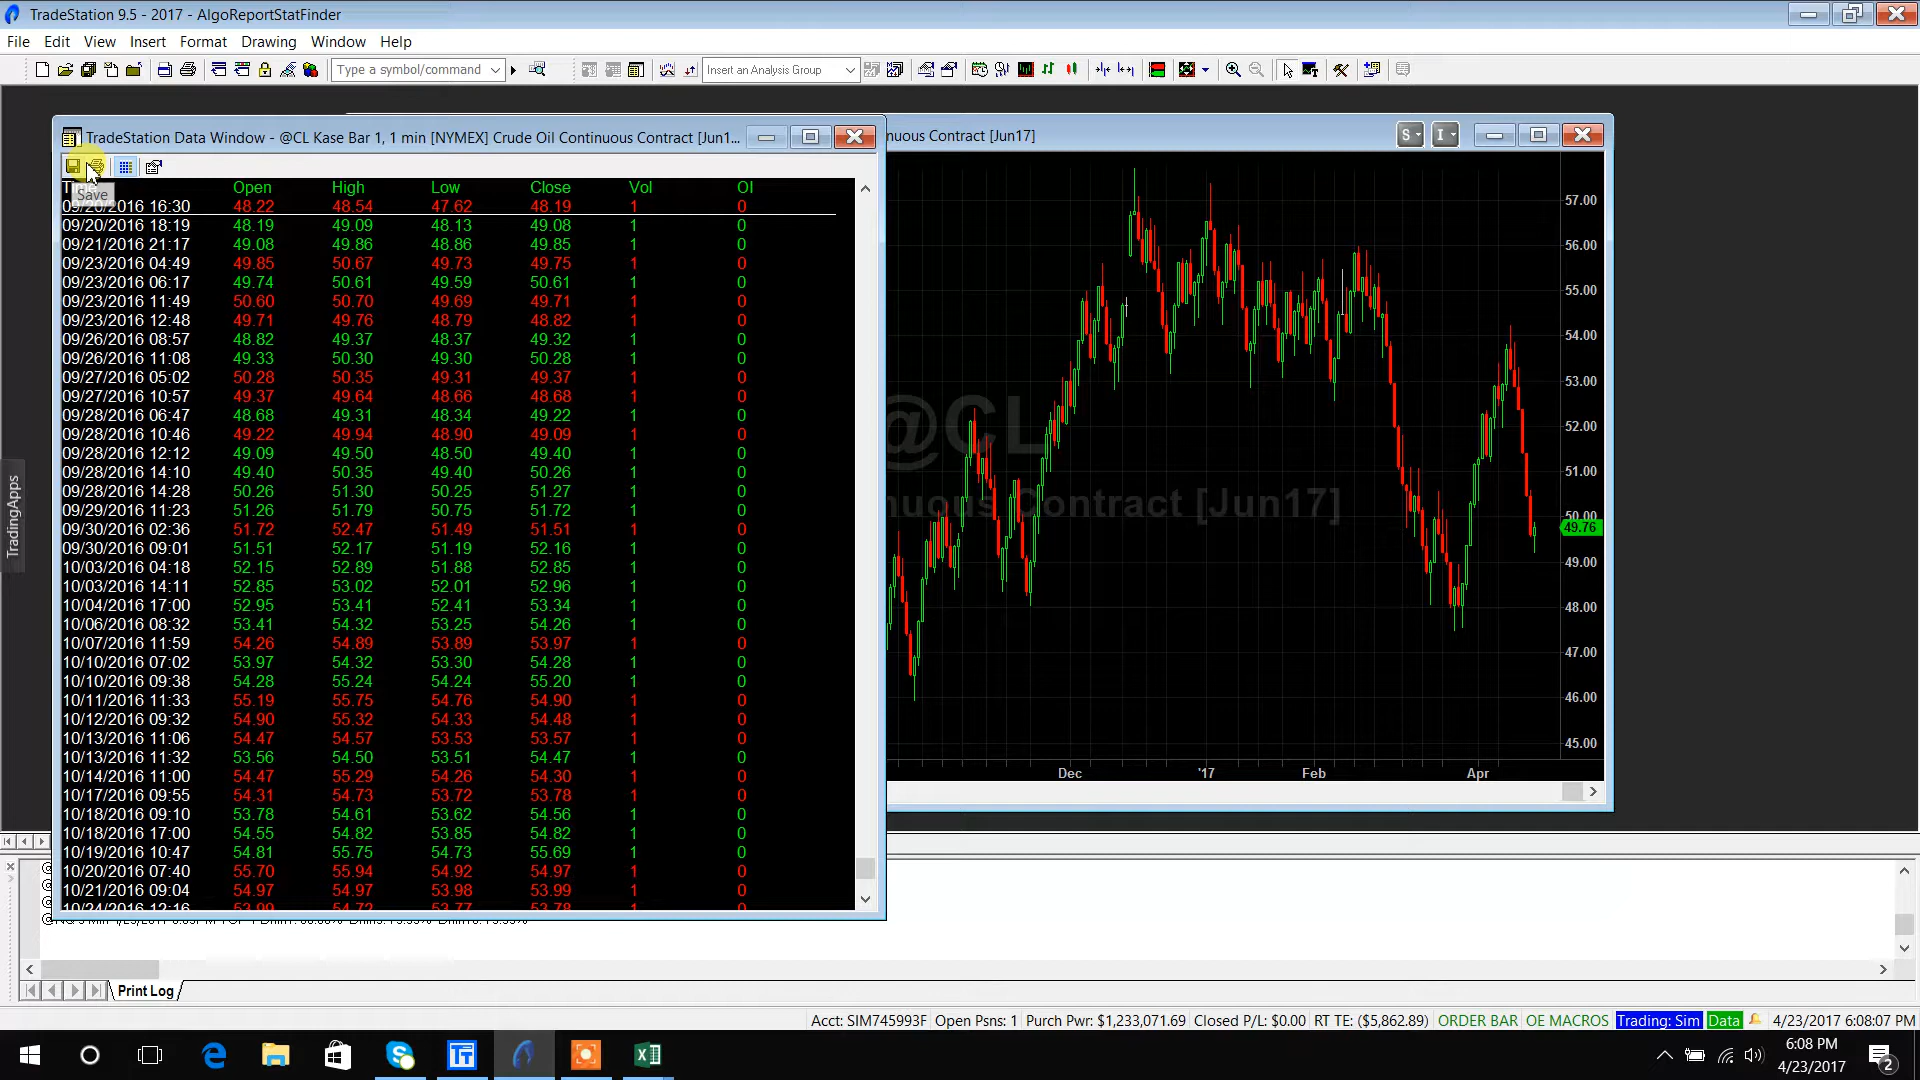 TradeStation 9.5 - 2017 - AlgoReportStatFinder
File Edit View Insert Format Drawing Window Help
Type a symbol/command
Insert an Analysis Group
TradeStation Data Window - @CL Kase Bar 1, 1 min [NYMEX] Crude Oil Continuous Contract [Jun1...
nuous Contract [Jun17]
S I
Save
Open High Low Close Vol OI
09/20/2016 16:30 48.22 48.54 47.62 48.19 1 0
09/20/2016 18:19 48.19 49.09 48.13 49.08 1 0
09/21/2016 21:17 49.08 49.86 48.86 49.85 1 0
09/23/2016 04:49 49.85 50.67 49.73 49.75 1 0
09/23/2016 06:17 49.74 50.61 49.59 50.61 1 0
09/23/2016 11:49 50.60 50.70 49.69 49.71 1 0
09/23/2016 12:48 49.71 49.76 48.79 48.82 1 0
09/26/2016 08:57 48.82 49.37 48.37 49.32 1 0
09/26/2016 11:08 49.33 50.30 49.30 50.28 1 0
09/27/2016 05:02 50.28 50.35 49.31 49.37 1 0
09/27/2016 10:57 49.37 49.64 48.66 48.68 1 0
09/28/2016 06:47 48.68 49.31 48.34 49.22 1 0
09/28/2016 10:46 49.22 49.94 48.90 49.09 1 0
09/28/2016 12:12 49.09 49.50 48.50 49.40 1 0
09/28/2016 14:10 49.40 50.35 49.40 50.26 1 0
09/28/2016 14:28 50.26 51.30 50.25 51.27 1 0
09/29/2016 11:23 51.26 51.79 50.75 51.72 1 0
09/30/2016 02:36 51.72 52.47 51.49 51.51 1 0
09/30/2016 09:01 51.51 52.17 51.19 52.16 1 0
10/03/2016 04:18 52.15 52.89 51.88 52.85 1 0
10/03/2016 14:11 52.85 53.02 52.01 52.96 1 0
10/04/2016 17:00 52.95 53.41 52.41 53.34 1 0
10/06/2016 08:32 53.41 54.32 53.25 54.26 1 0
10/07/2016 11:59 54.26 54.89 53.89 53.97 1 0
10/10/2016 07:02 53.97 54.32 53.30 54.28 1 0
10/10/2016 09:38 54.28 55.24 54.24 55.20 1 0
10/11/2016 11:33 55.19 55.75 54.76 54.90 1 0
10/12/2016 09:32 54.90 55.32 54.33 54.48 1 0
10/13/2016 11:06 54.47 54.57 53.53 53.57 1 0
10/13/2016 11:32 53.56 54.50 53.51 54.47 1 0
10/14/2016 11:00 54.47 55.29 54.26 54.30 1 0
10/17/2016 09:55 54.31 54.73 53.72 53.78 1 0
10/18/2016 09:10 53.78 54.61 53.62 54.56 1 0
10/18/2016 17:00 54.55 54.82 53.85 54.82 1 0
10/19/2016 10:47 54.81 55.75 54.73 55.69 1 0
10/20/2016 07:40 55.70 55.94 54.92 54.97 1 0
10/21/2016 09:04 54.97 54.97 53.98 53.99 1 0
10/24/2016 12:16 53.99 54.72 53.77 53.78 1 0
@CL
nuous Contract [Jun17]
57.00
56.00
55.00
54.00
53.00
52.00
51.00
50.00
49.76
49.00
48.00
47.00
46.00
45.00
Dec '17 Feb Apr
TradingApps
Print Log
Acct: SIM745993F Open Psns: 1 Purch Pwr: $1,233,071.69 Closed P/L: $0.00 RT TE: ($5,862.89) ORDER BAR OE MACROS Trading: Sim Data 4/23/2017 6:08:07 PM
6:08 PM
4/23/2017
2